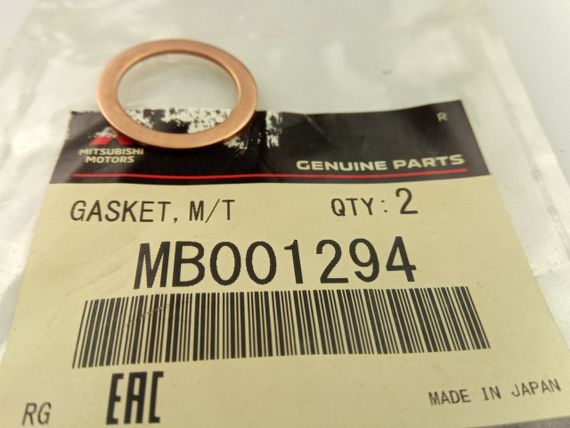 R
MITSUBISHI
MOTORS
GENUINE PARTS
GASKET, M/T QTY: 2
MB001294
RG EAC MADE IN JAPAN